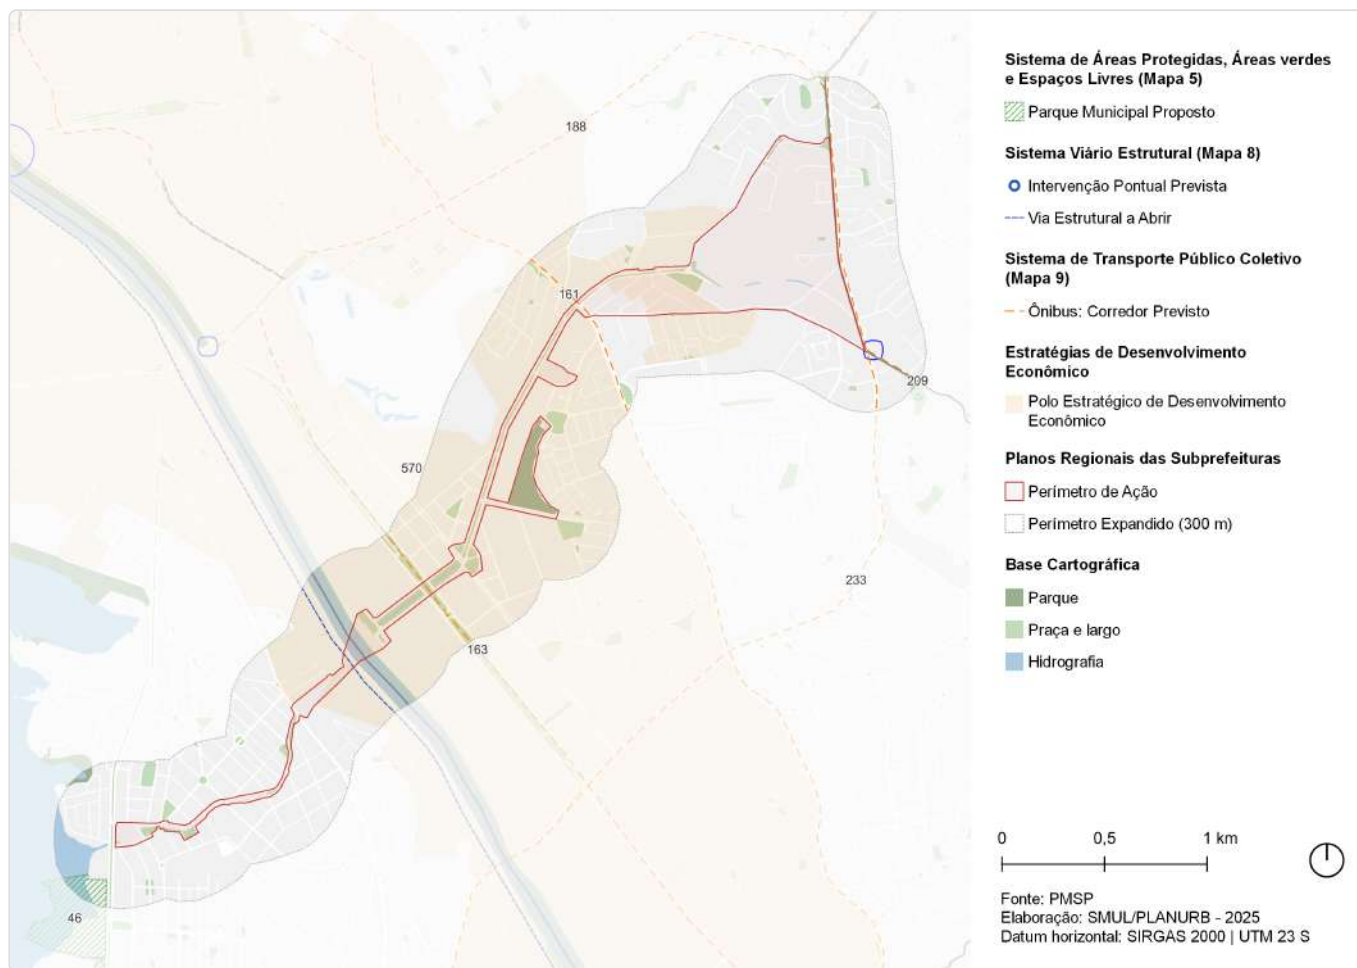 188
161
209
570
233
163
46
Sistema de Áreas Protegidas, Áreas verdes
e Espaços Livres (Mapa 5)
Parque Municipal Proposto
Sistema Viário Estrutural (Mapa 8)
Intervenção Pontual Prevista
Via Estrutural a Abrir
Sistema de Transporte Público Coletivo
(Mapa 9)
Ônibus: Corredor Previsto
Estratégias de Desenvolvimento
Econômico
Polo Estratégico de Desenvolvimento
Econômico
Planos Regionais das Subprefeituras
Perímetro de Ação
Perímetro Expandido (300 m)
Base Cartográfica
Parque
Praça e largo
Hidrografia
0 0,5 1 km
Fonte: PMSP
Elaboração: SMUL/PLANURB - 2025
Datum horizontal: SIRGAS 2000 | UTM 23 S